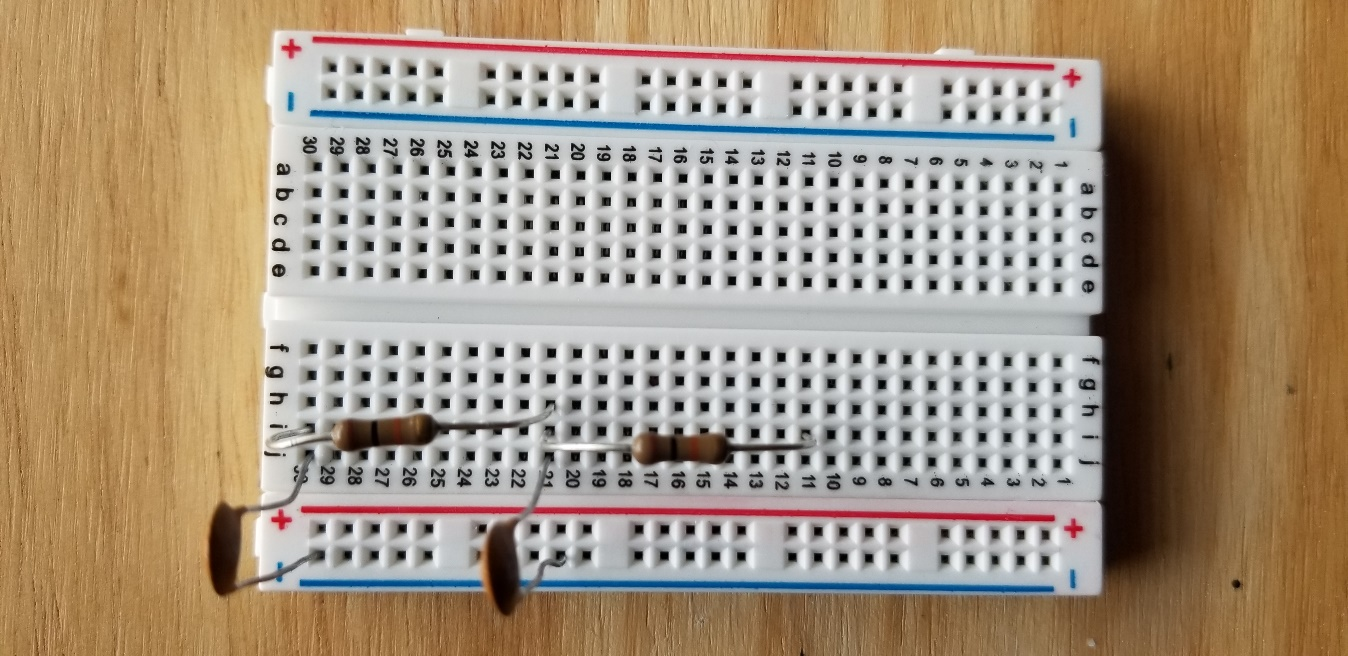 + +
- -
30 29 28 27 26 25 24 23 22 21 20 19 18 17 16 15 14 13 12 11 10 9 8 7 6 5 4 3 2 1
a a
b b
c c
d d
e e
f f
g g
h h
i i
j j
29 28 27 26 25 24 23 22 21 20 19 18 17 16 15 14 13 12 11 10 9 8 7 6 5 4 3 2 1
+ +
- -